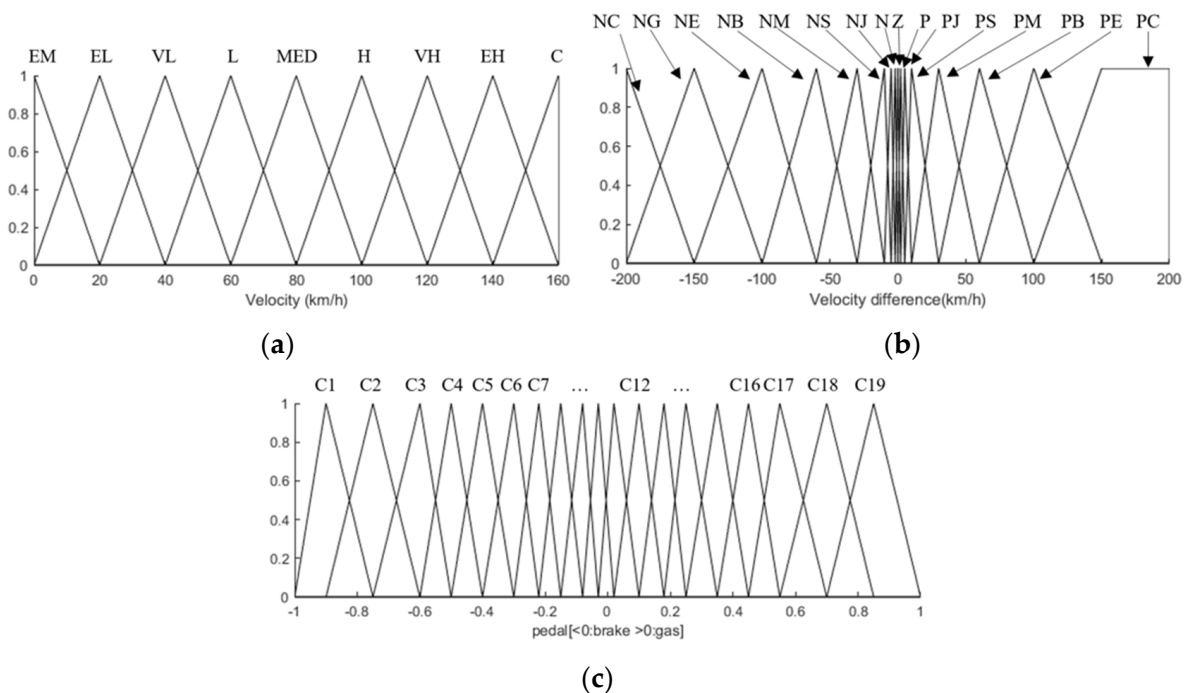 EM EL VL L MED H VH EH C
1
0.8
0.6
0.4
0.2
0
0 20 40 60 80 100 120 140 160
Velocity (km/h)
(a)
NC NG NE NB NM NS NJ N Z P PJ PS PM PB PE PC
1
0.8
0.6
0.4
0.2
0
-200 -150 -100 -50 0 50 100 150 200
Velocity difference(km/h)
(b)
C1 C2 C3 C4 C5 C6 C7 ... C12 ... C16 C17 C18 C19
1
0.8
0.6
0.4
0.2
0
-1 -0.8 -0.6 -0.4 -0.2 0 0.2 0.4 0.6 0.8 1
pedal[<0:brake >0:gas]
(c)